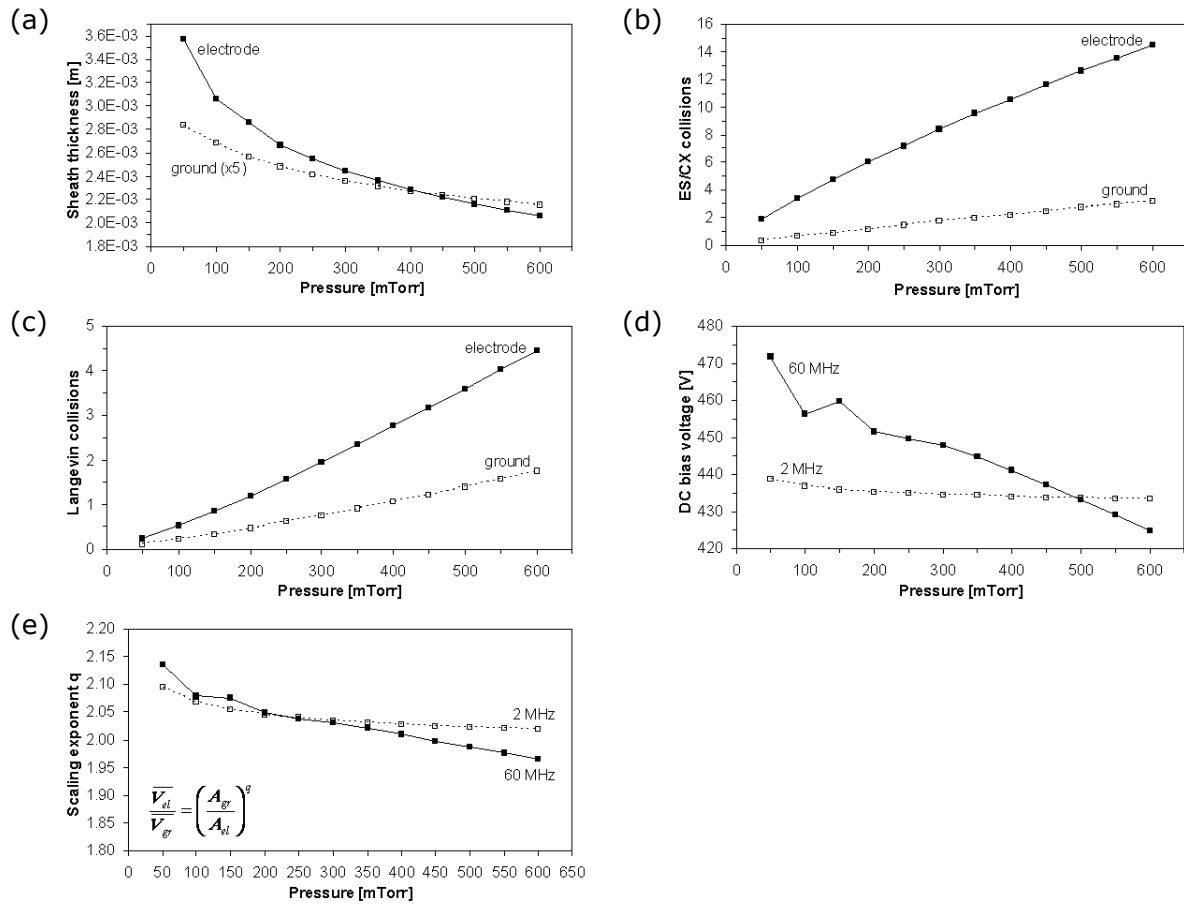 (a)
3.6E-03
3.4E-03
3.2E-03
3.0E-03
2.8E-03
2.6E-03
2.4E-03
2.2E-03
2.0E-03
1.8E-03
Sheath thickness [m]
electrode
ground (x5)
0 100 200 300 400 500 600
Pressure [mTorr]
(b)
16
14
12
10
8
6
4
2
0
ES/CX collisions
electrode
ground
0 100 200 300 400 500 600
Pressure [mTorr]
(c)
5
4
3
2
1
0
Langevin collisions
electrode
ground
0 100 200 300 400 500 600
Pressure [mTorr]
(d)
480
470
460
450
440
430
420
DC bias voltage [V]
60 MHz
2 MHz
0 100 200 300 400 500 600
Pressure [mTorr]
(e)
2.20
2.15
2.10
2.05
2.00
1.95
1.90
1.85
1.80
Scaling exponent q
2 MHz
60 MHz
V_el / V_gr = (A_gr / A_el)^q
0 50 100 150 200 250 300 350 400 450 500 550 600 650
Pressure [mTorr]